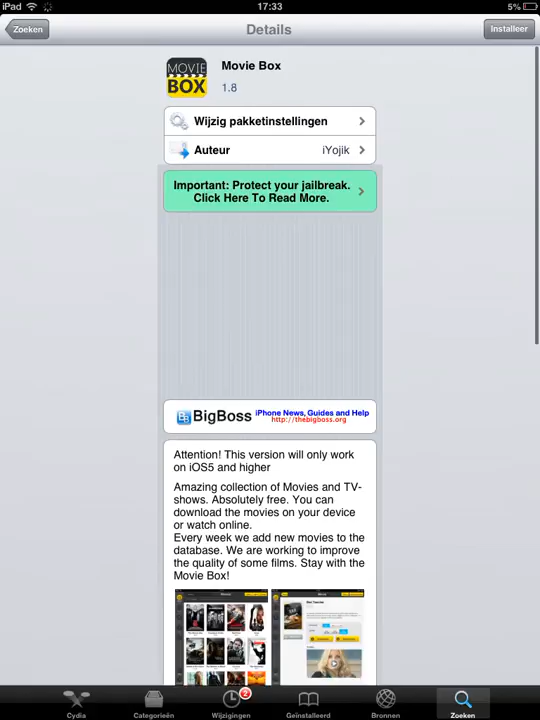 iPad 17:33 5%
Zoeken Details Installeer
MOVIE
BOX
Movie Box
1.8
Wijzig pakketinstellingen
Auteur iYojik
Important: Protect your jailbreak.
Click Here To Read More.
BigBoss iPhone News, Guides and Help
http://thebigboss.org
Attention! This version will only work
on iOS5 and higher
Amazing collection of Movies and TV-
shows. Absolutely free. You can
download the movies on your device
or watch online.
Every week we add new movies to the
database. We are working to improve
the quality of some films. Stay with the
Movie Box!
2
Cydia Categorieën Wijzigingen Geïnstalleerd Bronnen Zoeken